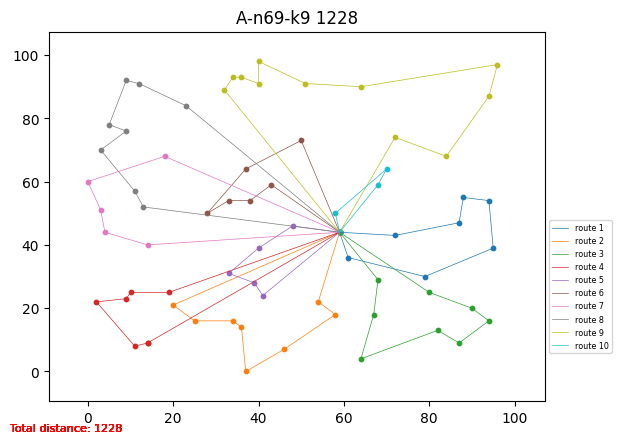 A-n69-k9 1228
100
80
60
40
20
0
0 20 40 60 80 100
route 1
route 2
route 3
route 4
route 5
route 6
route 7
route 8
route 9
route 10
Total distance: 1228